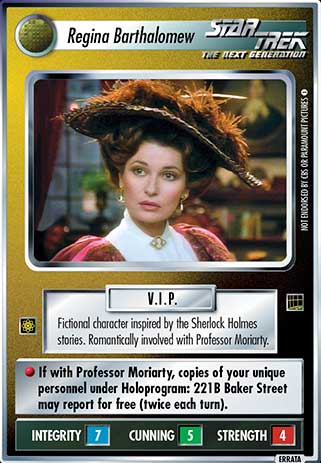 Regina Barthalomew
STAR TREK
THE NEXT GENERATION
NOT ENDORSED BY CBS OR PARAMOUNT PICTURES
V.I.P.
Fictional character inspired by the Sherlock Holmes
stories. Romantically involved with Professor Moriarty.
If with Professor Moriarty, copies of your unique
personnel under Holoprogram: 221B Baker Street
may report for free (twice each turn).
INTEGRITY 7 CUNNING 5 STRENGTH 4
ERRATA